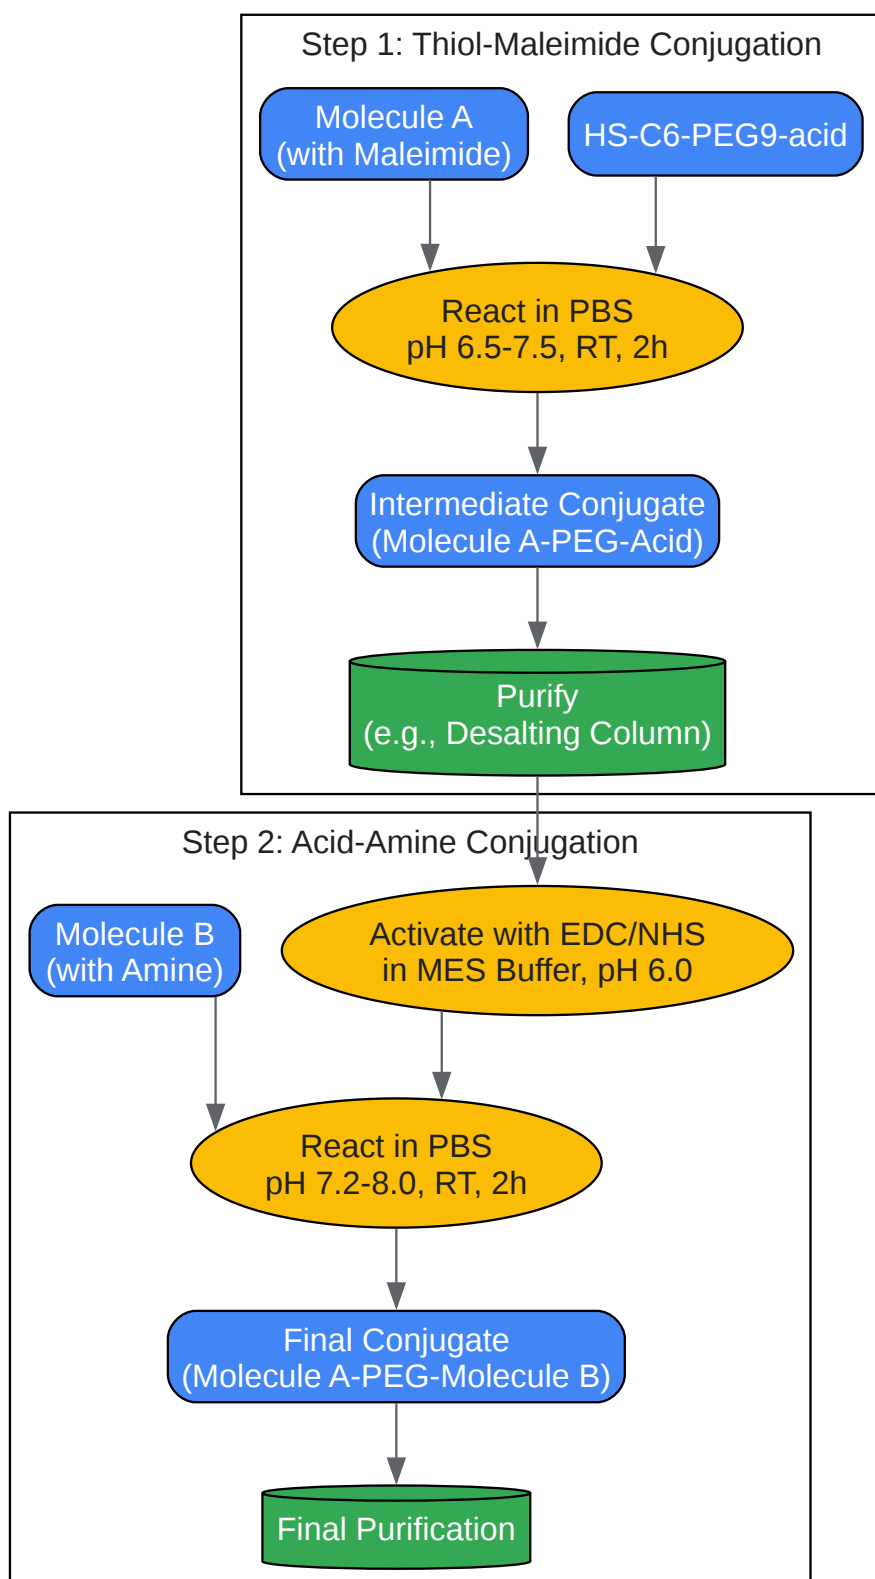 Step 1: Thiol-Maleimide Conjugation
Molecule A
(with Maleimide)
HS-C6-PEG9-acid
React in PBS
pH 6.5-7.5, RT, 2h
Intermediate Conjugate
(Molecule A-PEG-Acid)
Purify
(e.g., Desalting Column)
Step 2: Acid-Amine Conjugation
Molecule B
(with Amine)
Activate with EDC/NHS
in MES Buffer, pH 6.0
React in PBS
pH 7.2-8.0, RT, 2h
Final Conjugate
(Molecule A-PEG-Molecule B)
Final Purification